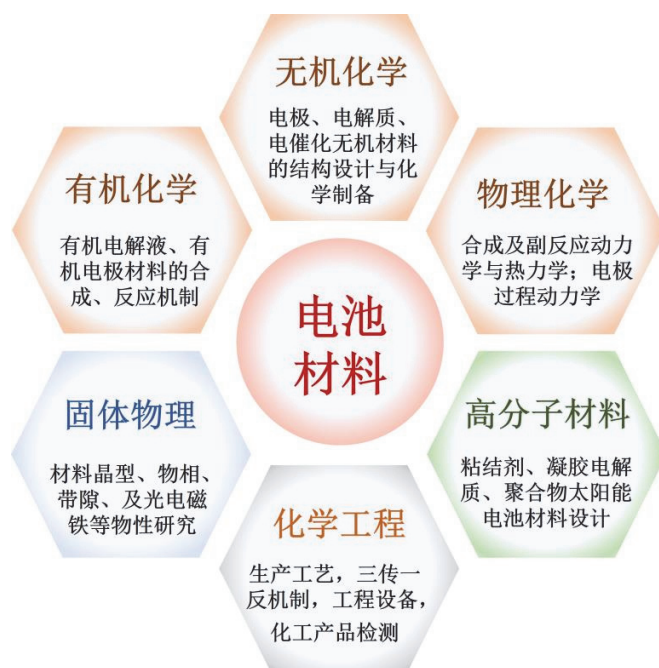 无机化学
电极、电解质、
电催化无机材料
的结构设计与化
学制备
有机化学
有机电解液、有
机电极材料的合
成、反应机制
物理化学
合成及副反应动力
学与热力学；电极
过程动力学
电池
材料
固体物理
材料晶型、物相、
带隙、及光电磁
铁等物性研究
高分子材料
粘结剂、凝胶电解
质、聚合物太阳能
电池材料设计
化学工程
生产工艺，三传一
反机制，工程设备，
化工产品检测